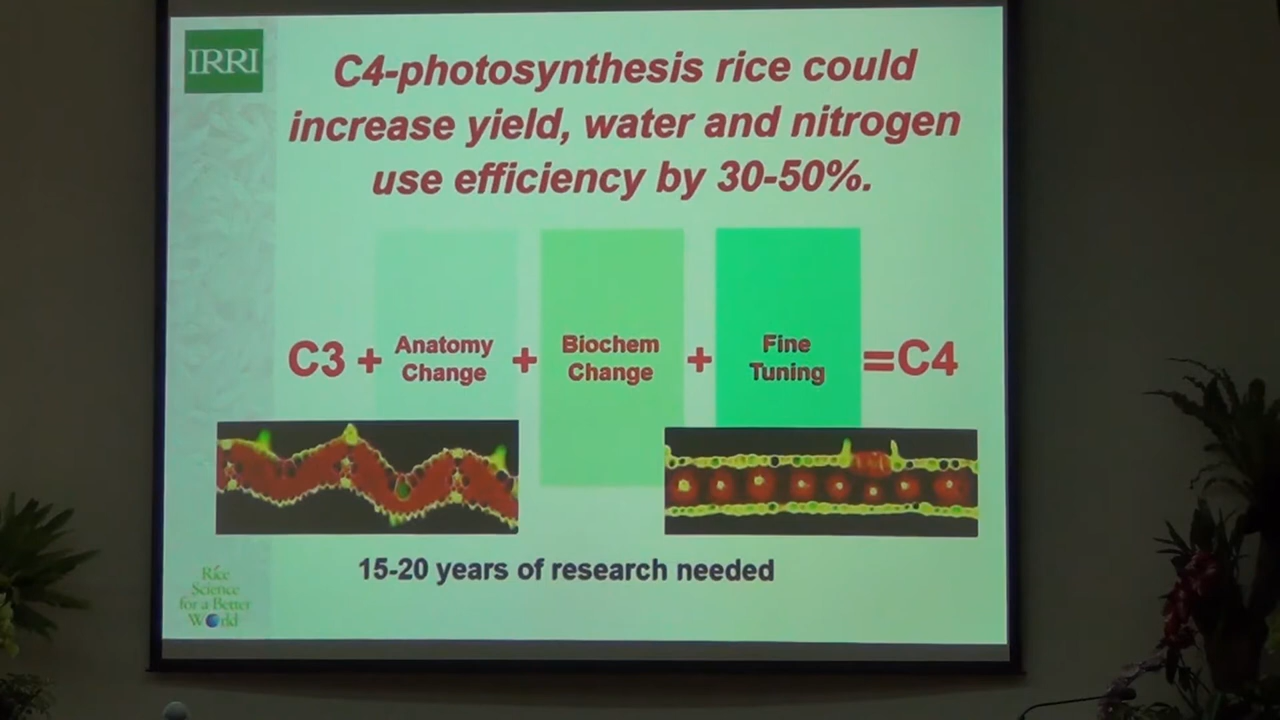 IRRI
C4-photosynthesis rice could
increase yield, water and nitrogen
use efficiency by 30-50%.
C3 + Anatomy Change + Biochem Change + Fine Tuning =C4
15-20 years of research needed
Rice
Science
for a Better
World